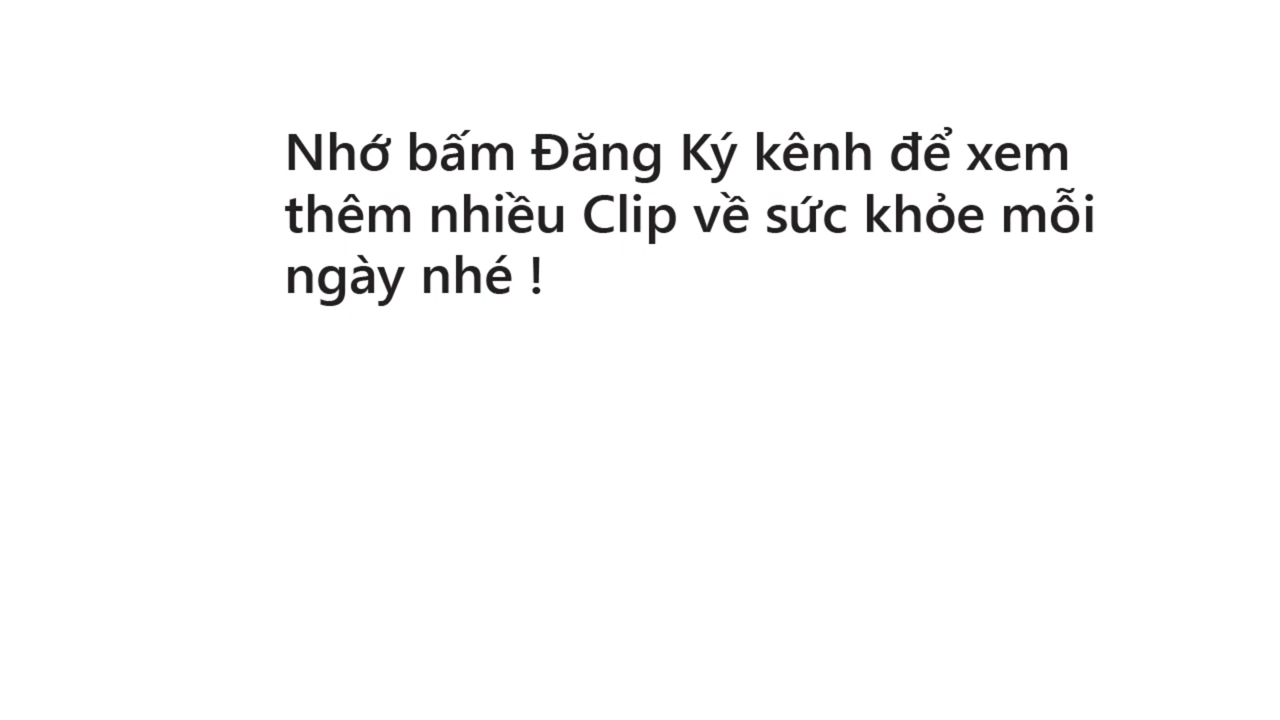 Nhớ bấm Đăng Ký kênh để xem
thêm nhiều Clip về sức khỏe mỗi
ngày nhé !